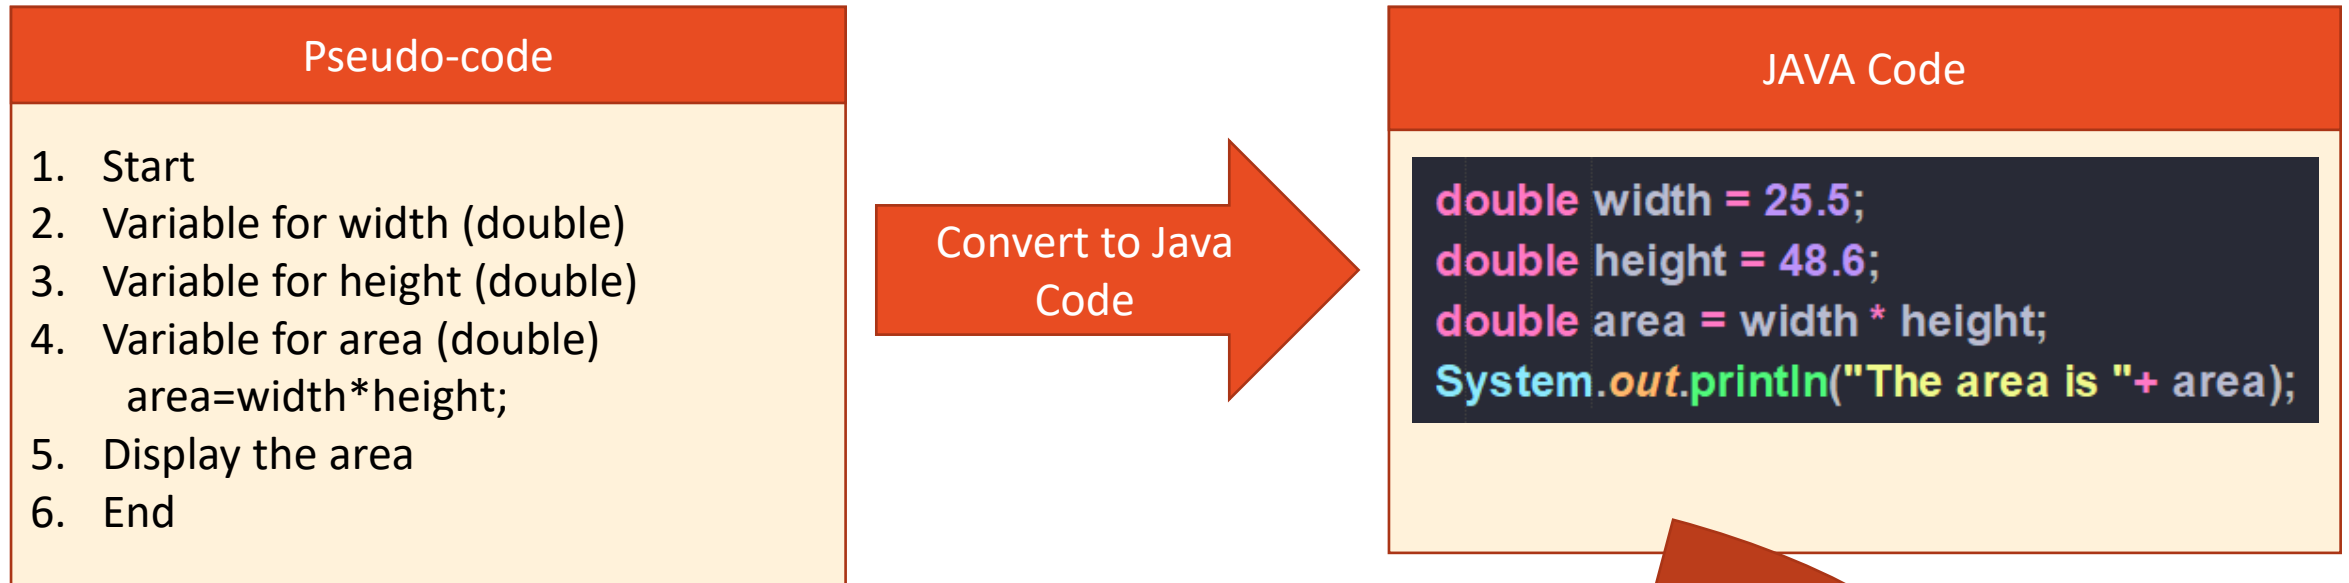 Pseudo-code
1. Start
2. Variable for width (double)
3. Variable for height (double)
4. Variable for area (double)
area=width*height;
5. Display the area
6. End
Convert to Java
Code
JAVA Code
double width = 25.5;
double height = 48.6;
double area = width * height;
System.out.println("The area is "+ area);